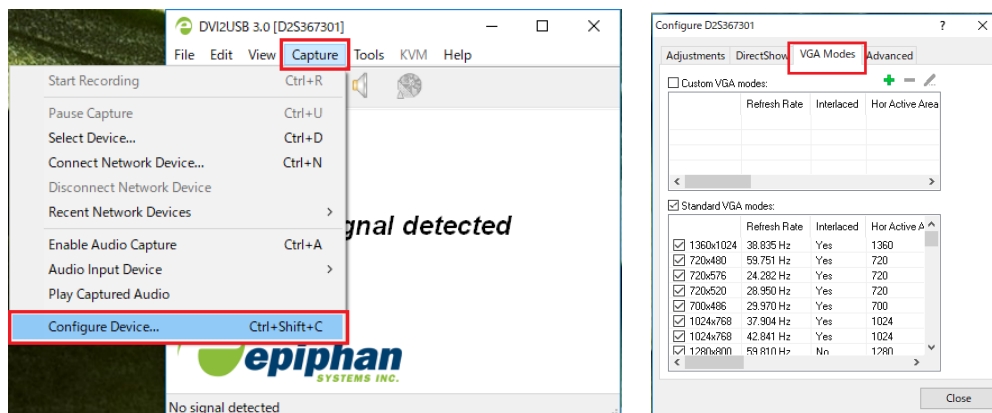 DVI2USB 3.0 [D2S367301]
File Edit View Capture Tools KVM Help
Start Recording Ctrl+R
Pause Capture Ctrl+U
Select Device... Ctrl+D
Connect Network Device... Ctrl+N
Disconnect Network Device
Recent Network Devices
Enable Audio Capture Ctrl+A
Audio Input Device
Play Captured Audio
Configure Device... Ctrl+Shift+C
gnal detected
epiphan
SYSTEMS INC.
No signal detected
Configure D2S367301
Adjustments DirectShow VGA Modes Advanced
Custom VGA modes:
Refresh Rate Interlaced Hor Active Area
Standard VGA modes:
Refresh Rate Interlaced Hor Active A
1360x1024 38.835 Hz Yes 1360
720x480 59.751 Hz Yes 720
720x576 24.282 Hz Yes 720
720x520 28.950 Hz Yes 720
700x486 29.970 Hz Yes 700
1024x768 37.904 Hz Yes 1024
1024x768 42.841 Hz Yes 1024
1280x800 59.810 Hz No 1280
Close